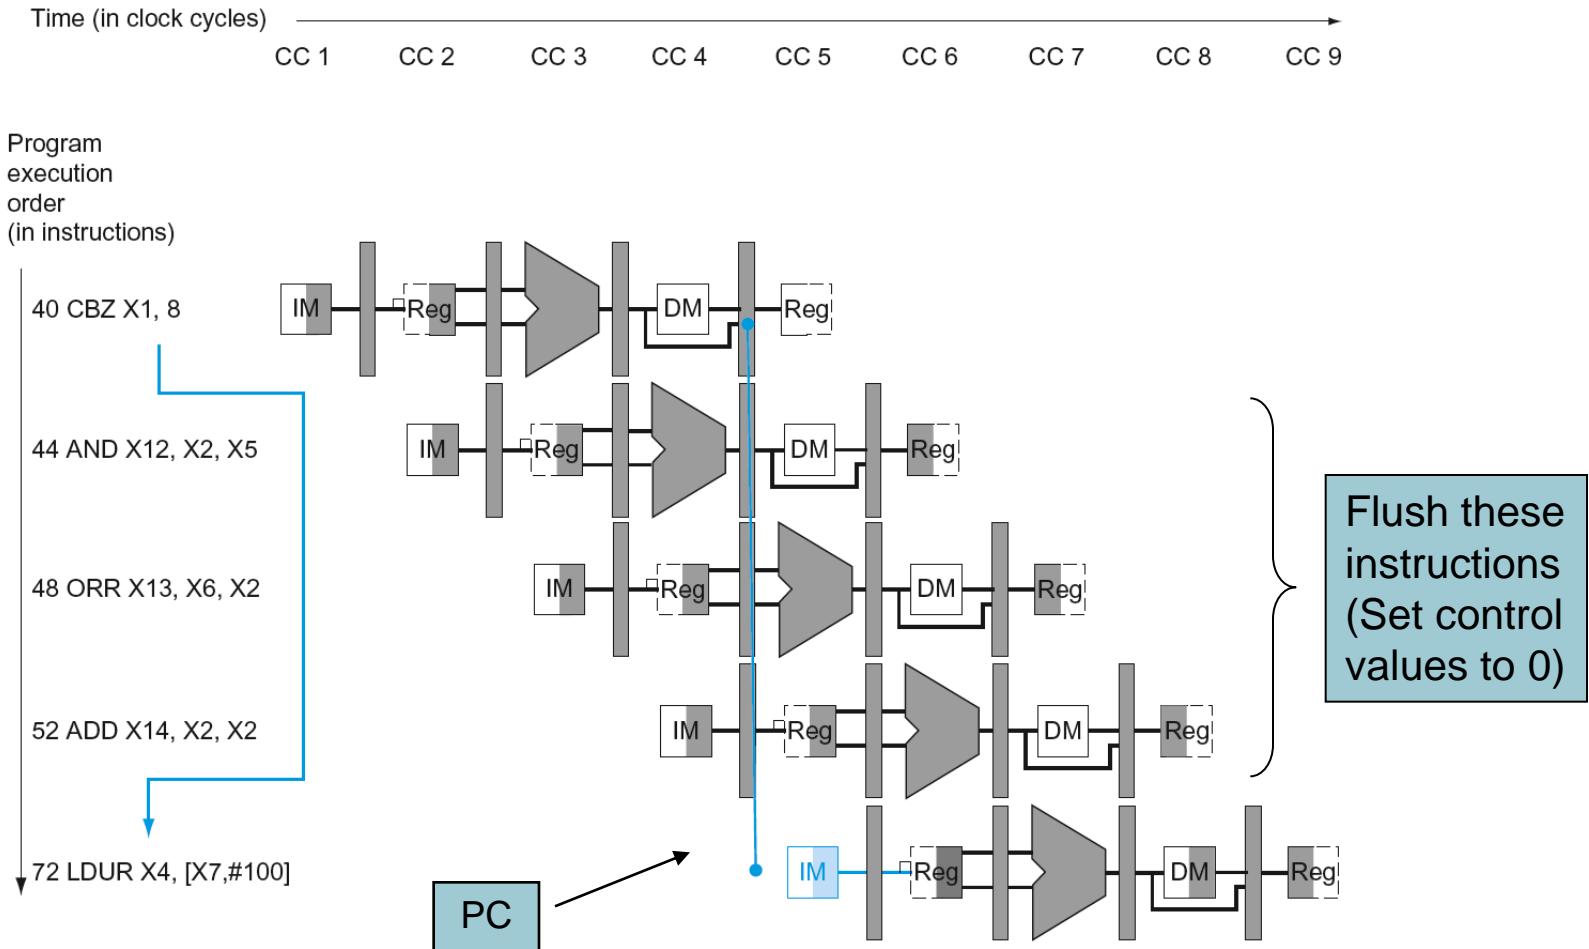 Time (in clock cycles)
CC 1 CC 2 CC 3 CC 4 CC 5 CC 6 CC 7 CC 8 CC 9
Program
execution
order
(in instructions)
40 CBZ X1, 8
IM Reg DM Reg
44 AND X12, X2, X5
IM Reg DM Reg
48 ORR X13, X6, X2
IM Reg DM Reg
52 ADD X14, X2, X2
IM Reg DM Reg
72 LDUR X4, [X7,#100]
IM Reg DM Reg
Flush these
instructions
(Set control
values to 0)
PC